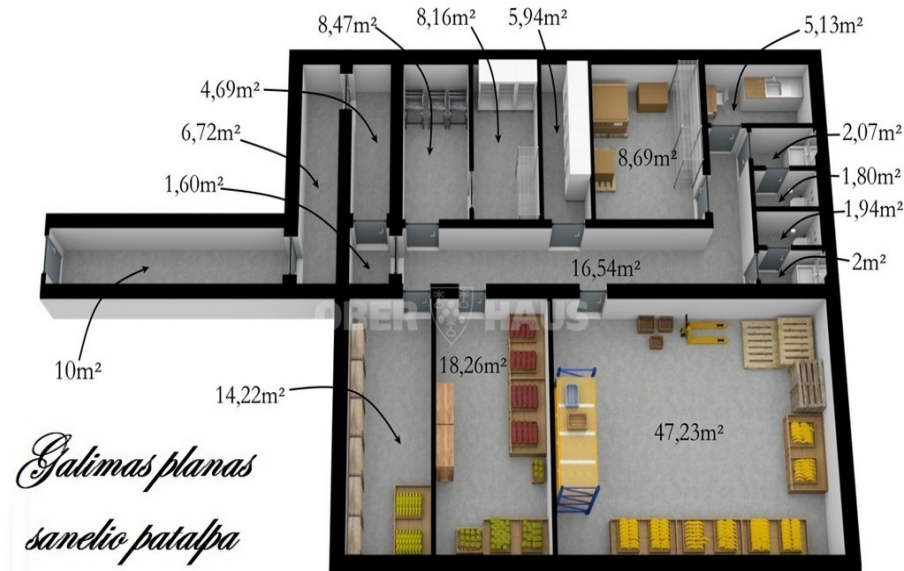 8,47m²
8,16m²
5,94m²
5,13m²
4,69m²
6,72m²
1,60m²
8,69m²
2,07m²
1,80m²
1,94m²
2m²
16,54m²
OBER HAUS
10m²
14,22m²
18,26m²
47,23m²
Galimas planas
sanelio patalpa